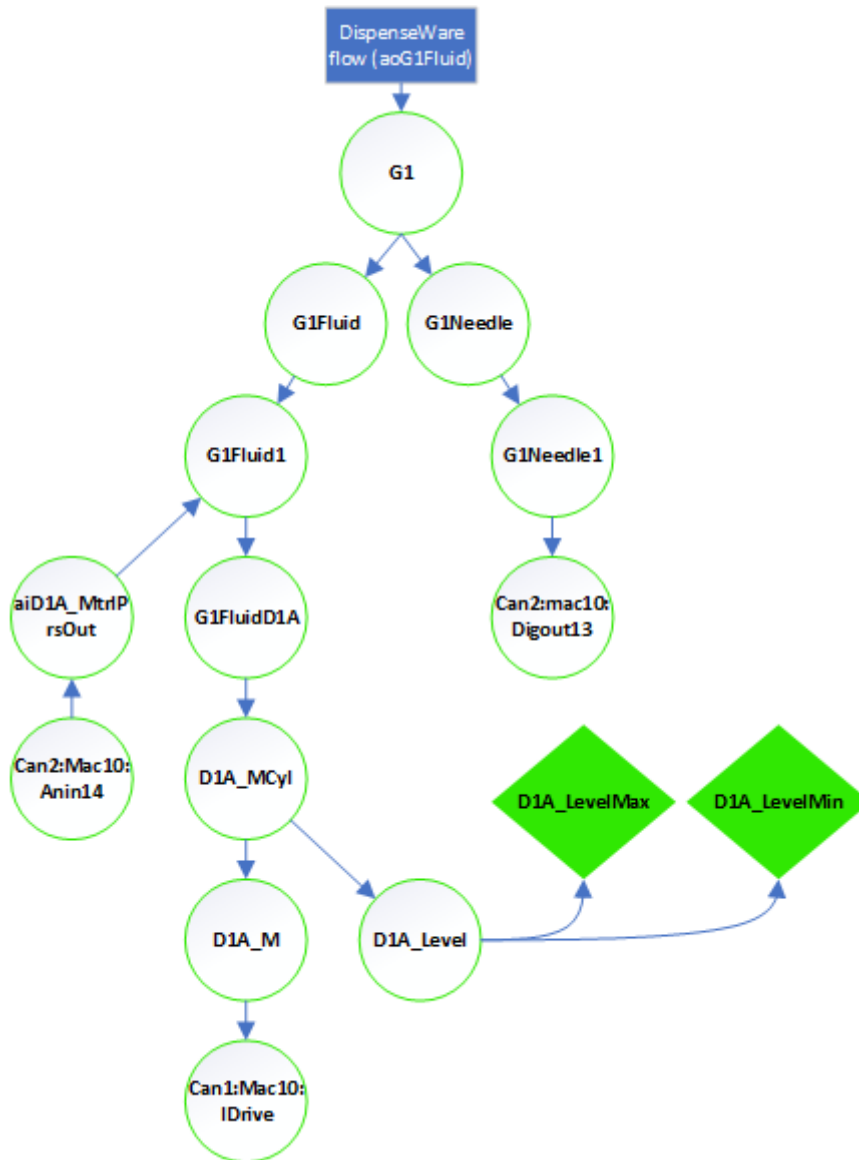 DispenseWare
flow (aoG1Fluid)
G1
G1Fluid
G1Needle
G1Fluid1
G1Needle1
aiD1A_MtrlP
rsOut
G1FluidD1A
Can2:mac10:
Digout13
Can2:Mac10:
Anin14
D1A_MCyl
D1A_LevelMax
D1A_LevelMin
D1A_M
D1A_Level
Can1:Mac10:
IDrive